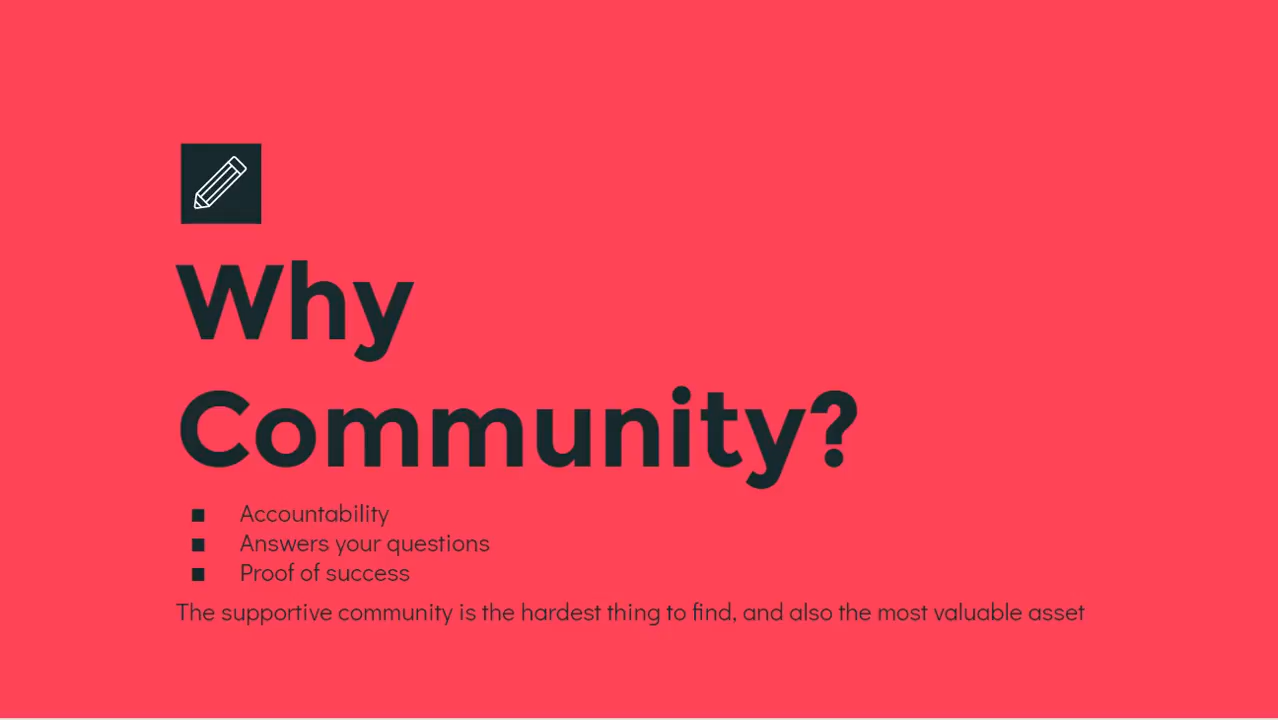 Why
Community?
■ Accountability
■ Answers your questions
■ Proof of success
The supportive community is the hardest thing to find, and also the most valuable asset